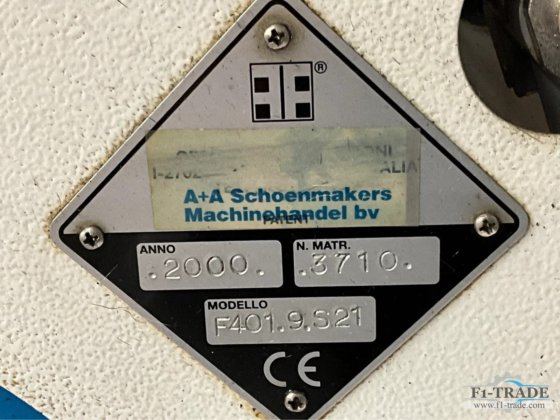 ®
A+A Schoenmakers
Machinehandel bv
PATENT
ANNO
.2000.
N. MATR.
.3710.
MODELLO
F401.9.S21
CE
F1-TRADE
www.f1-trade.com